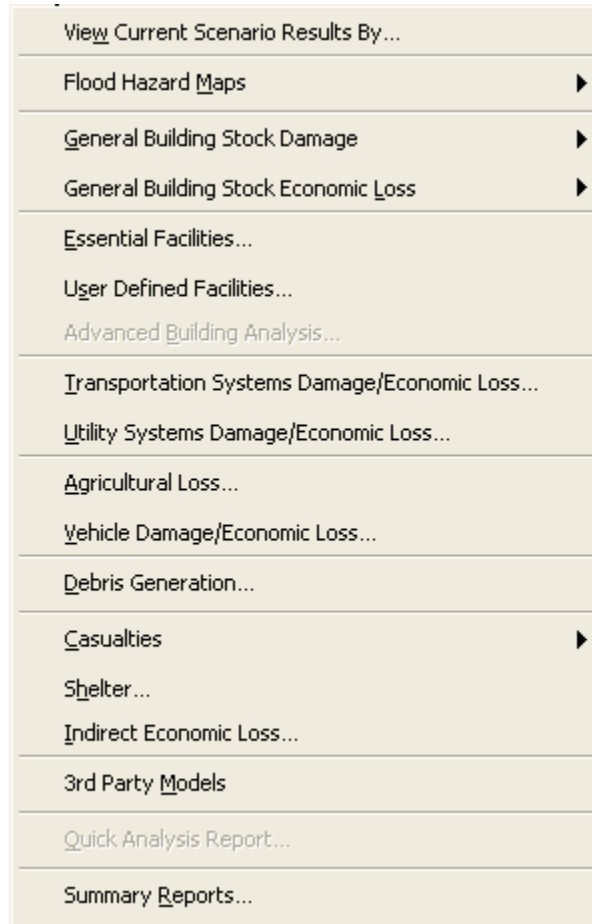 View Current Scenario Results By...
Flood Hazard Maps
General Building Stock Damage
General Building Stock Economic Loss
Essential Facilities...
User Defined Facilities...
Advanced Building Analysis...
Transportation Systems Damage/Economic Loss...
Utility Systems Damage/Economic Loss...
Agricultural Loss...
Vehicle Damage/Economic Loss...
Debris Generation...
Casualties
Shelter...
Indirect Economic Loss...
3rd Party Models
Quick Analysis Report...
Summary Reports...